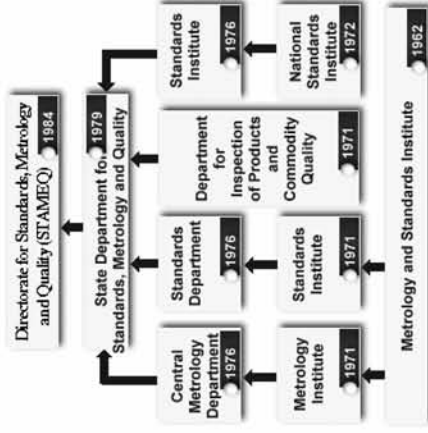 Directorate for Standards, Metrology
and Quality (STAMEQ)
1984
State Department for
Standards, Metrology and Quality
1979
Central
Metrology
Department
1976
Standards
Department
1976
Department
for
Inspection
of Products
and
Commodity
Quality
1971
Standards
Institute
1976
Metrology
Institute
1971
Standards
Institute
1971
National
Standards
Institute
1972
Metrology and Standards Institute
1962